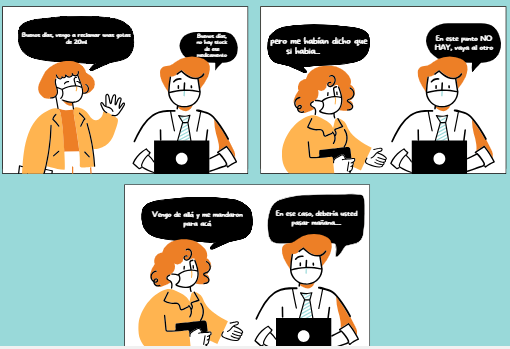 Buenos días, vengo a reclamar unas gotas
de 20ml
Buenos días,
no hay stock
de ese
medicamento
pero me habían dicho que
si habia...
En este punto NO
HAY, vaya al otro
Vengo de allá y me mandaron
para acá
En ese caso, debería usted
pasar mañana....